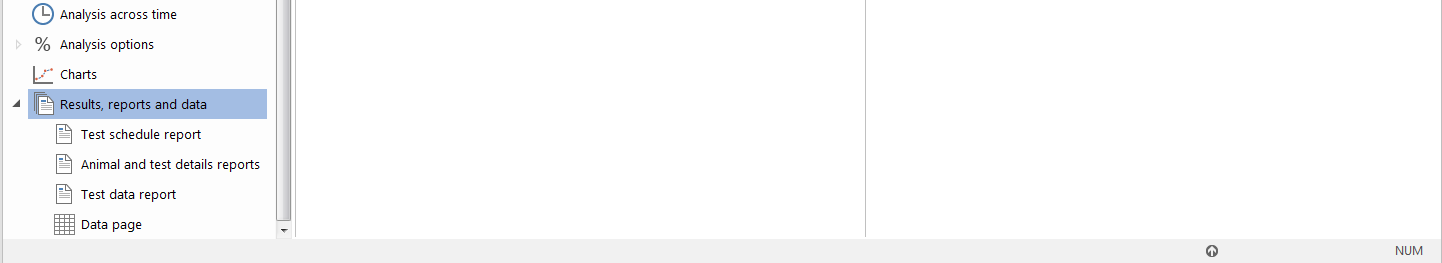 Analysis across time
% Analysis options
Charts
Results, reports and data
Test schedule report
Animal and test details reports
Test data report
Data page
NUM